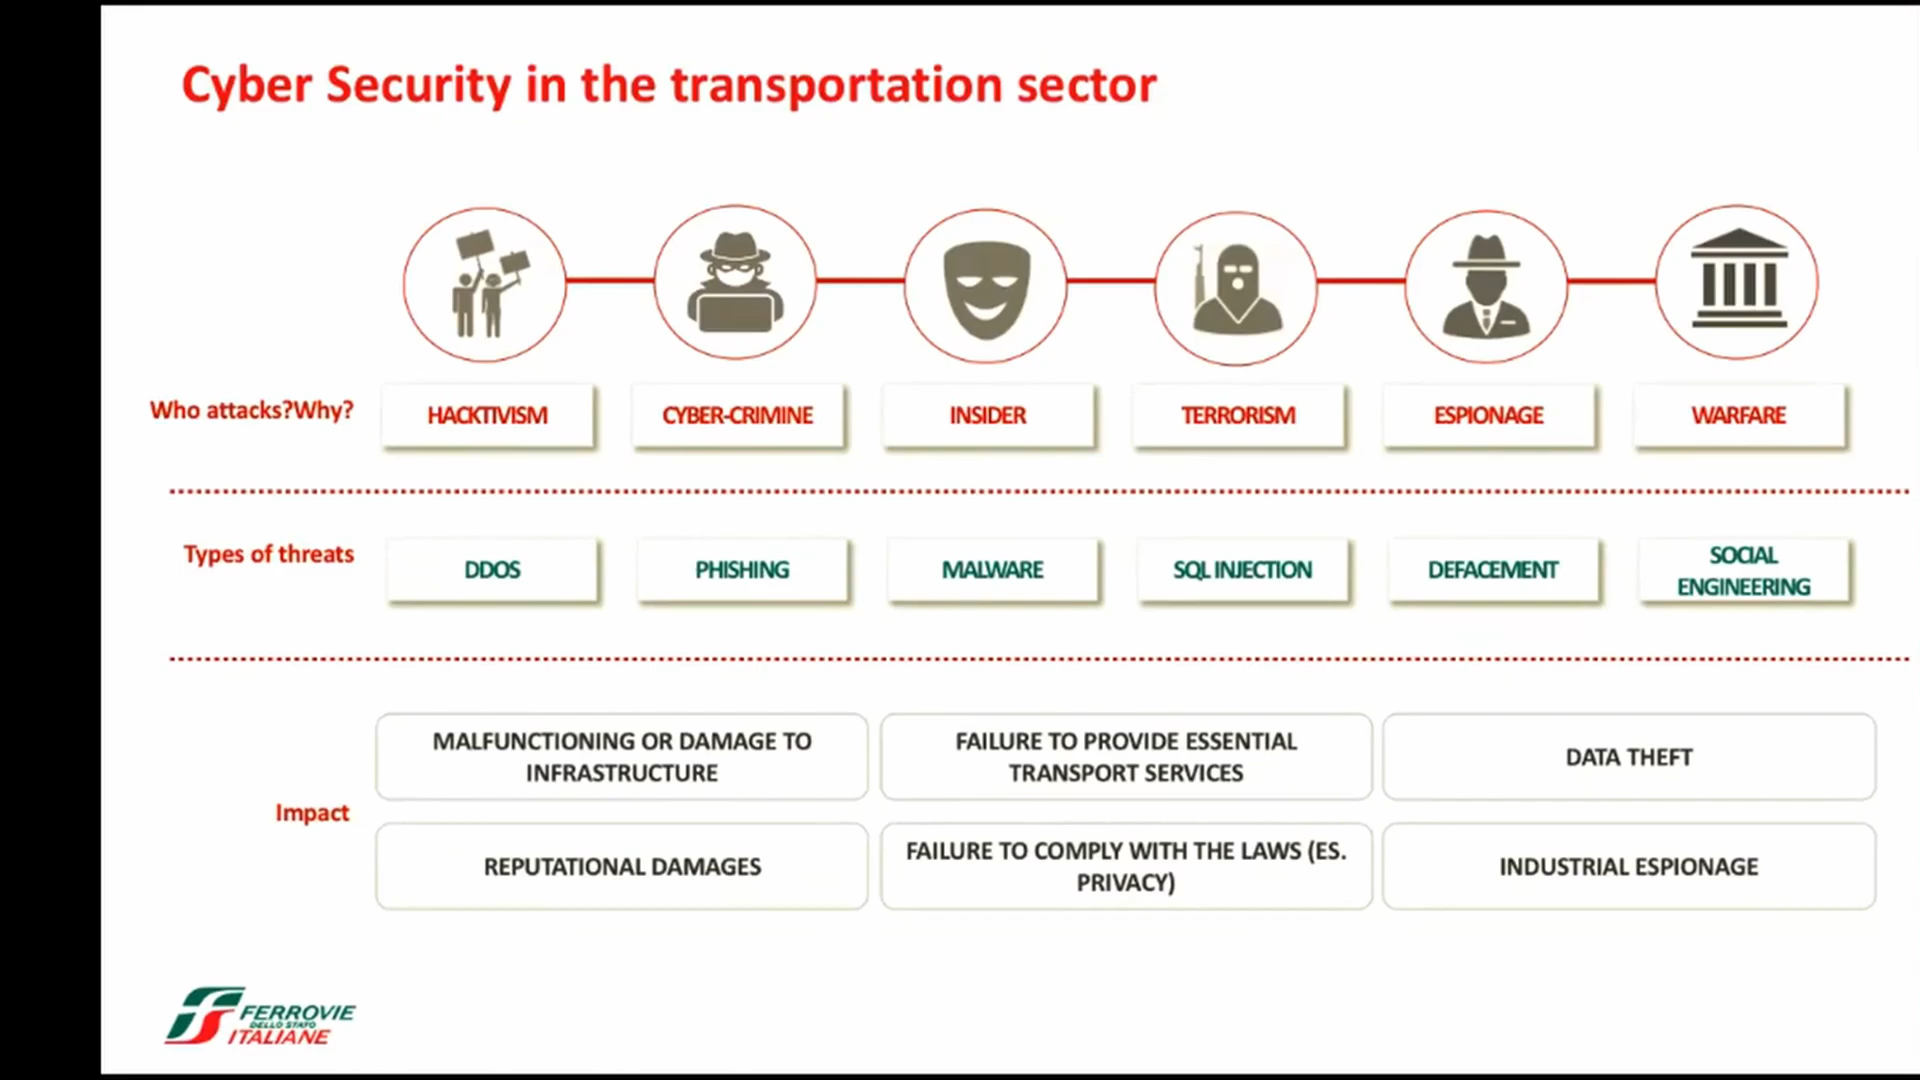 Cyber Security in the transportation sector
Who attacks?Why?
HACKTIVISM
CYBER-CRIMINE
INSIDER
TERRORISM
ESPIONAGE
WARFARE
Types of threats
DDOS
PHISHING
MALWARE
SQL INJECTION
DEFACEMENT
SOCIAL
ENGINEERING
Impact
MALFUNCTIONING OR DAMAGE TO
INFRASTRUCTURE
FAILURE TO PROVIDE ESSENTIAL
TRANSPORT SERVICES
DATA THEFT
REPUTATIONAL DAMAGES
FAILURE TO COMPLY WITH THE LAWS (ES.
PRIVACY)
INDUSTRIAL ESPIONAGE
FERROVIE
DELLO STATO
ITALIANE